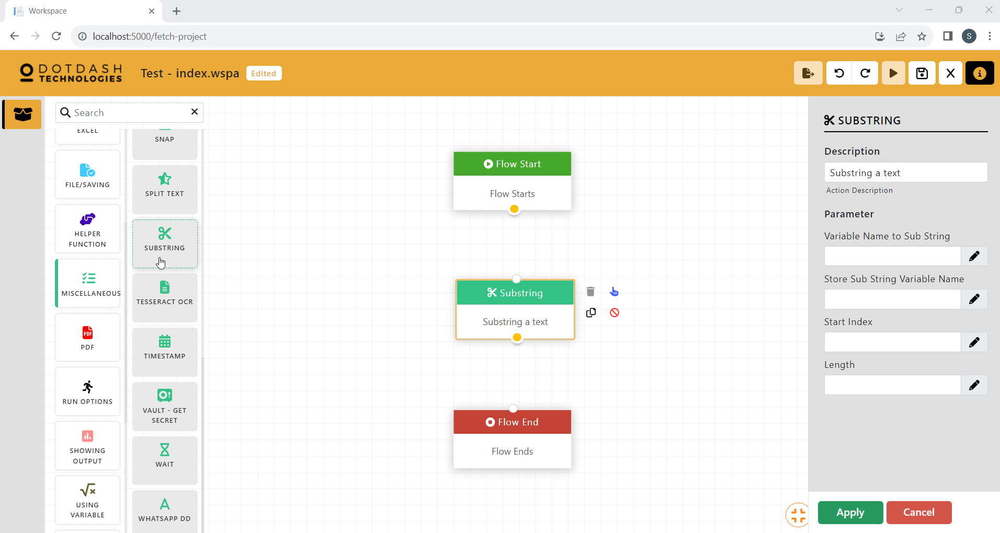 Workspace
localhost:5000/fetch-project
S
DOTDASH
TECHNOLOGIES
Test - index.wspa
Edited
Search
EXCEL
FILE/SAVING
HELPER
FUNCTION
MISCELLANEOUS
PDF
PDF
RUN OPTIONS
SHOWING
OUTPUT
USING
VARIABLE
SNAP
SPLIT TEXT
SUBSTRING
TESSERACT OCR
TIMESTAMP
VAULT - GET
SECRET
WAIT
WHATSAPP DD
Flow Start
Flow Starts
Substring
Substring a text
Flow End
Flow Ends
SUBSTRING
Description
Substring a text
Action Description
Parameter
Variable Name to Sub String
Store Sub String Variable Name
Start Index
Length
Apply
Cancel